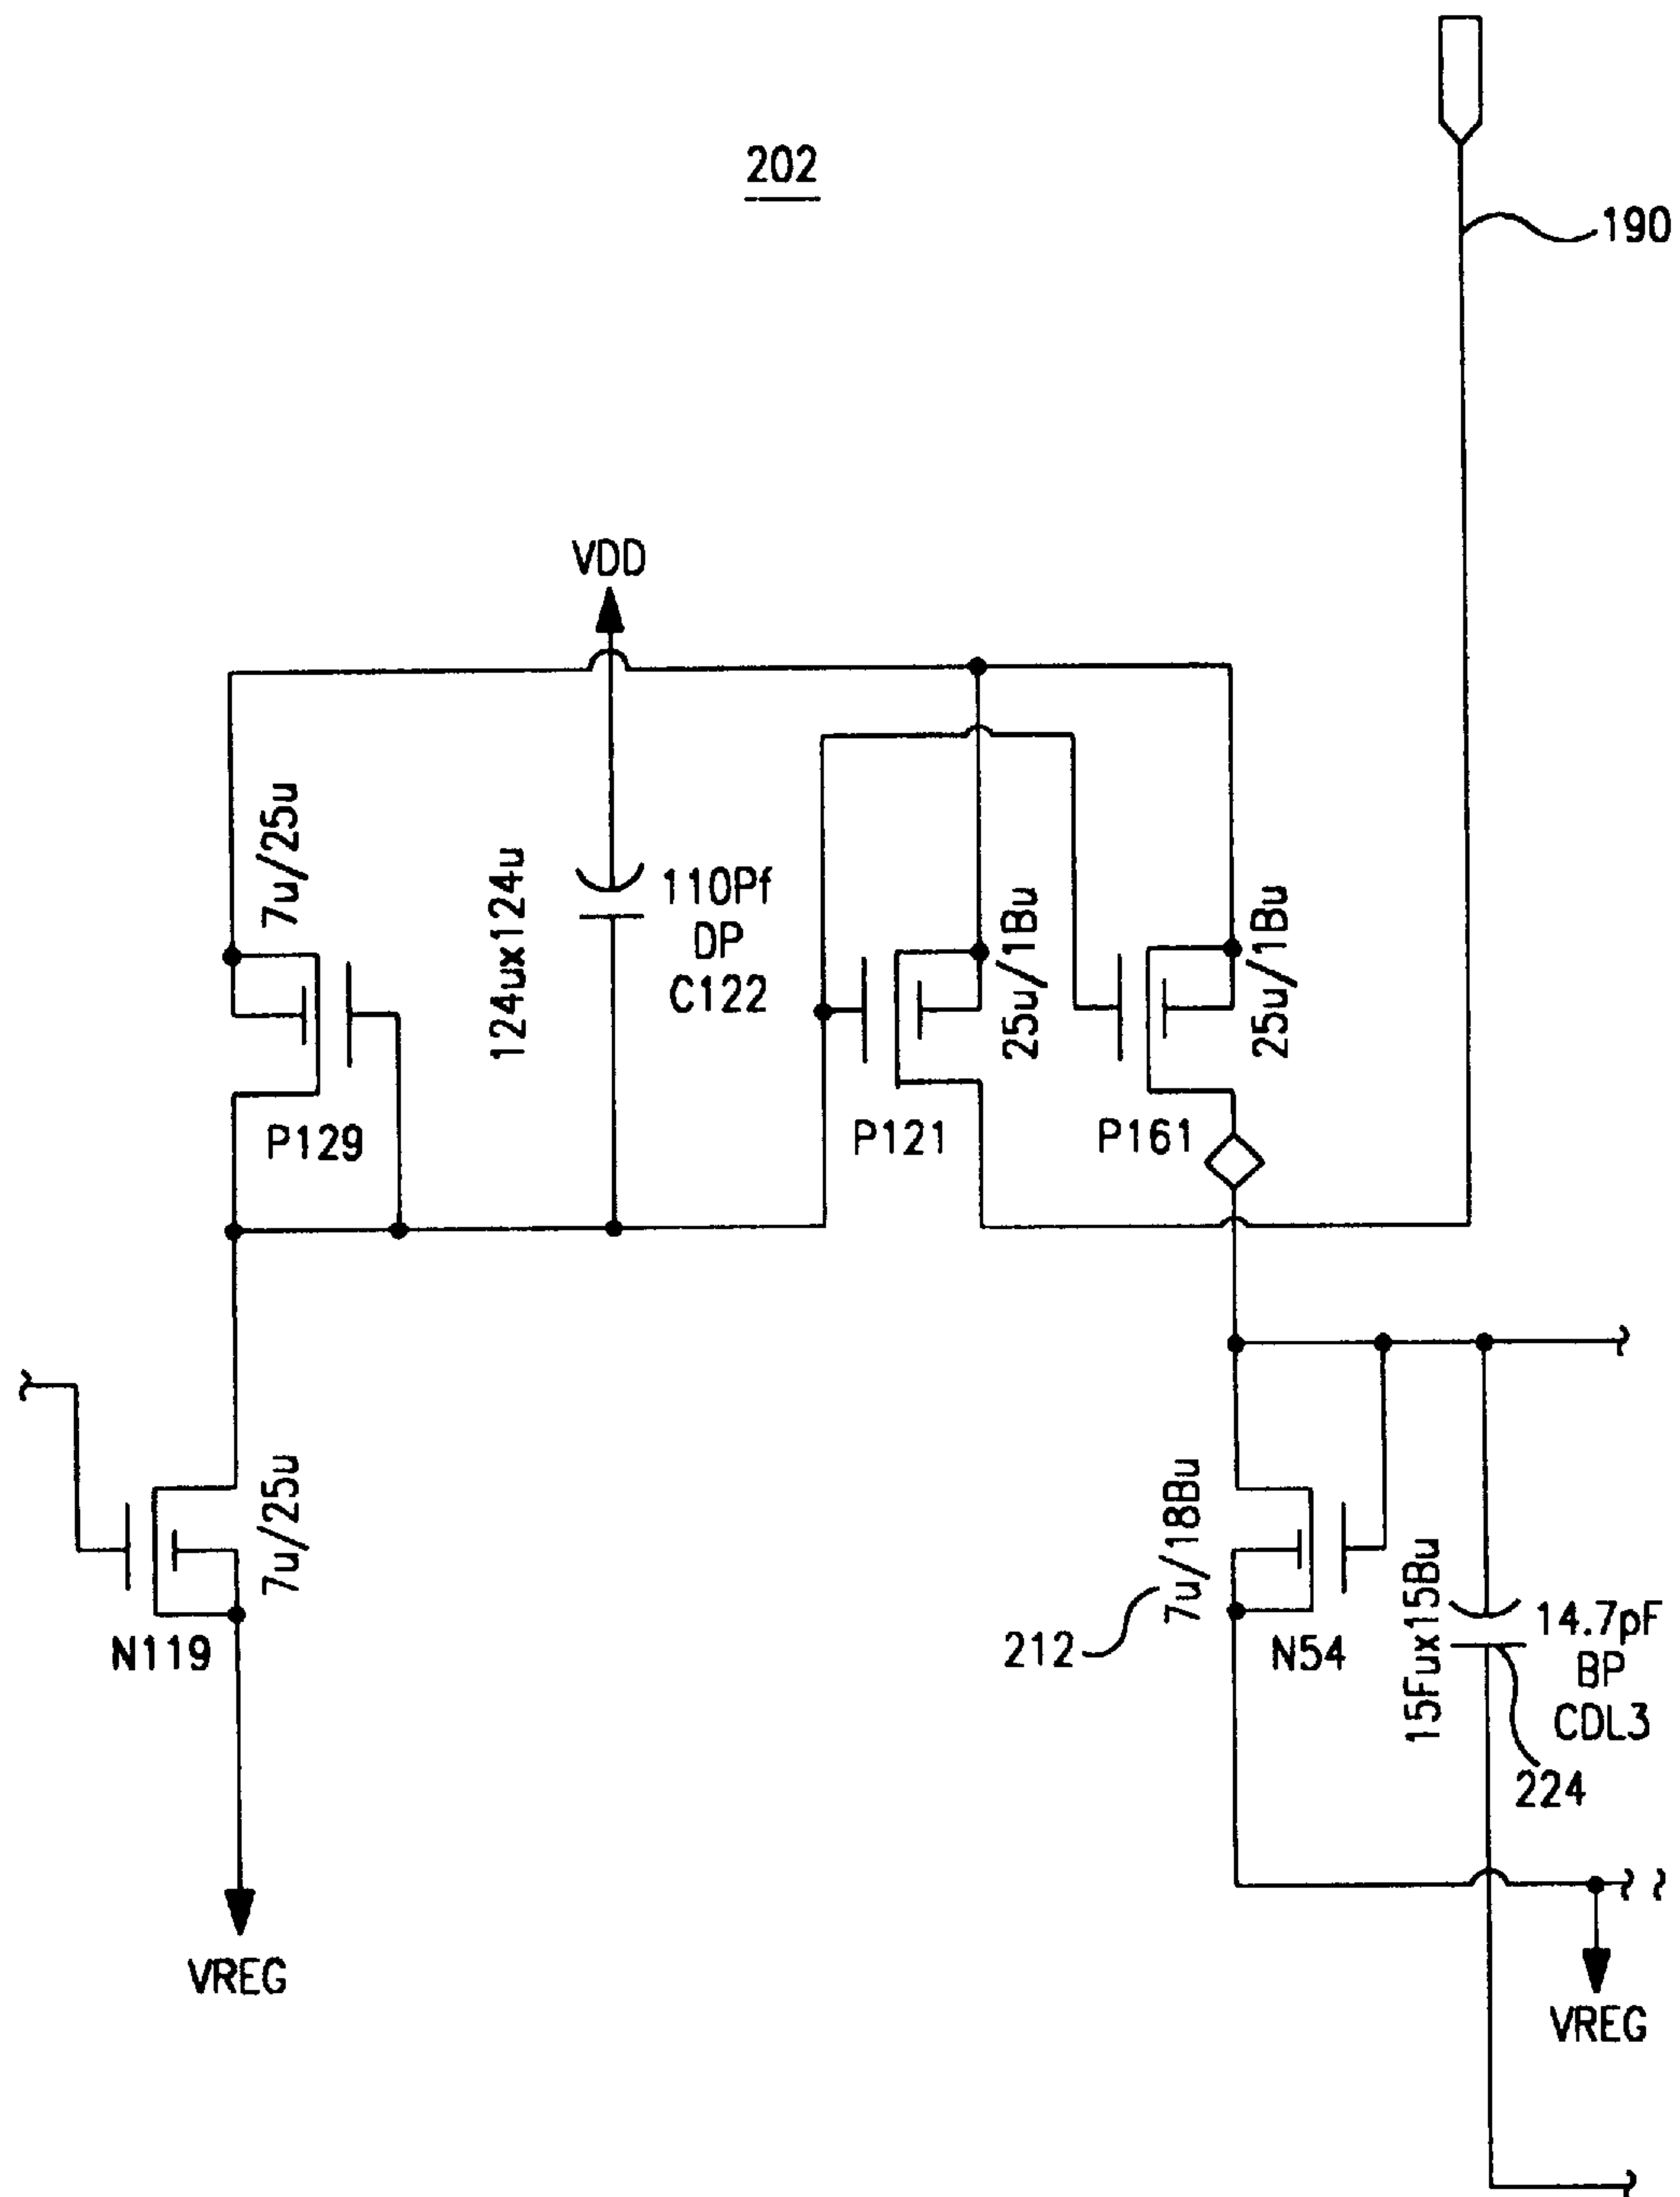 202
190
VDD
7u/25u
124ux124u
110Pf
DP
C122
25u/1Bu
25u/1Bu
P129
P121
P161
N119
7u/25u
VREG
212
7u/18Bu
N54
15Fux15Bu
14.7pF
BP
CDL3
224
VREG